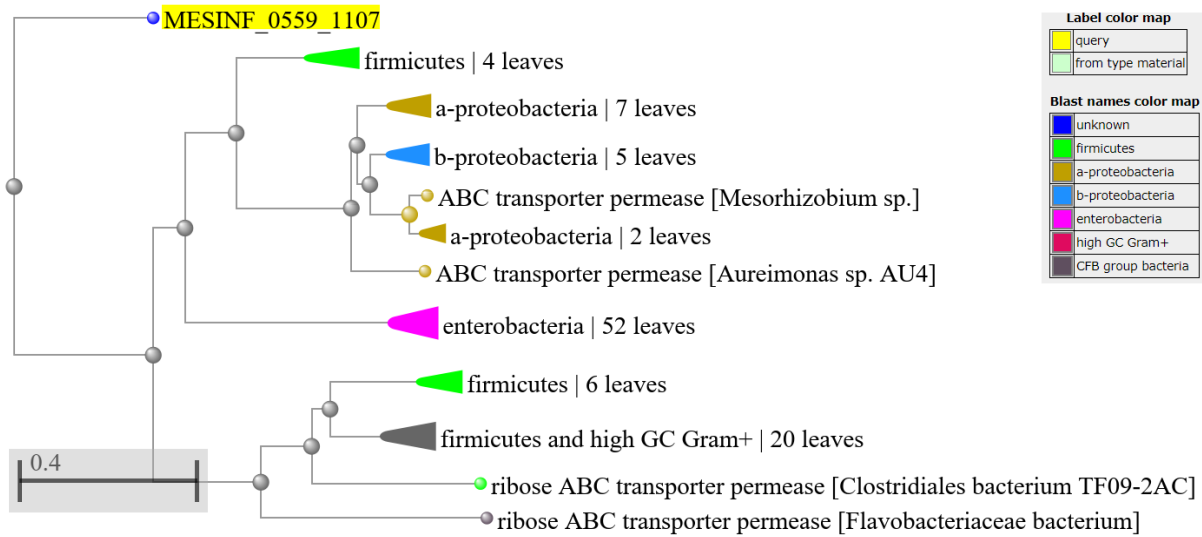 MESINF_0559_1107
firmicutes | 4 leaves
a-proteobacteria | 7 leaves
b-proteobacteria | 5 leaves
ABC transporter permease [Mesorhizobium sp.]
a-proteobacteria | 2 leaves
ABC transporter permease [Aureimonas sp. AU4]
enterobacteria | 52 leaves
firmicutes | 6 leaves
firmicutes and high GC Gram+ | 20 leaves
ribose ABC transporter permease [Clostridiales bacterium TF09-2AC]
ribose ABC transporter permease [Flavobacteriaceae bacterium]
0.4
Label color map
query
from type material
Blast names color map
unknown
firmicutes
a-proteobacteria
b-proteobacteria
enterobacteria
high GC Gram+
CFB group bacteria